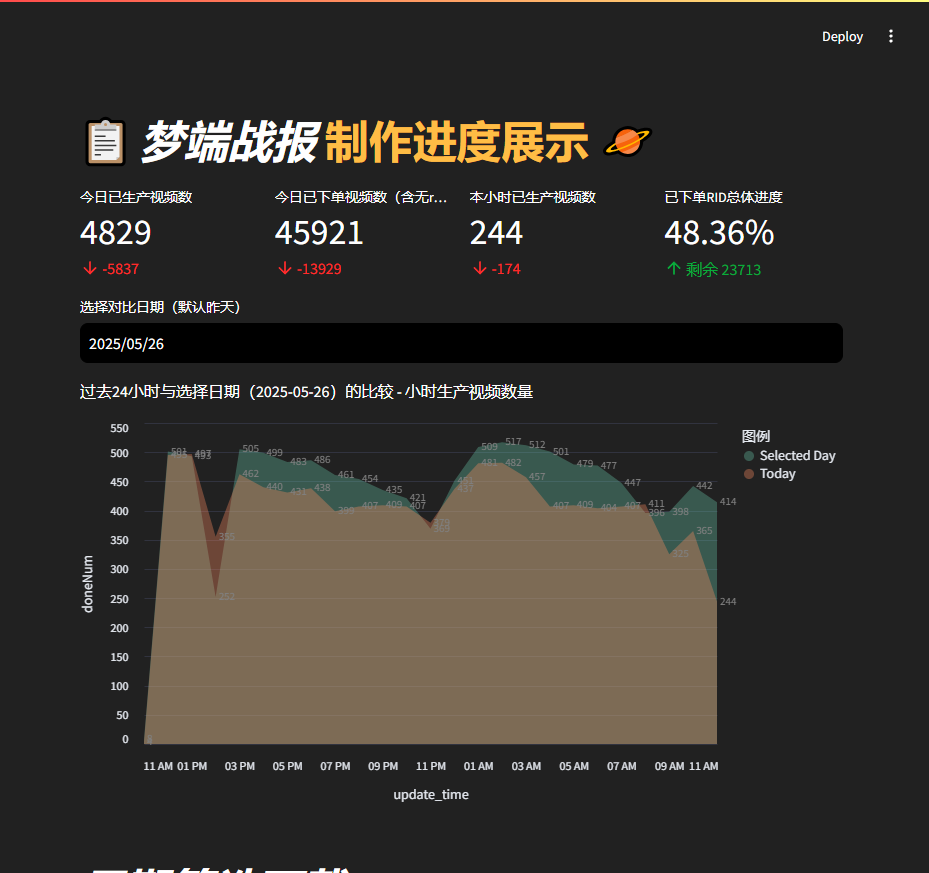 Deploy
梦端战报 制作进度展示
今日已生产视频数
4829
-5837
今日已下单视频数（含无r...
45921
-13929
本小时已生产视频数
244
-174
已下单RID总体进度
48.36%
剩余 23713
选择对比日期（默认昨天）
2025/05/26
过去24小时与选择日期（2025-05-26）的比较 - 小时生产视频数量
图例
Selected Day
Today
doneNum
550
500
450
400
350
300
250
200
150
100
50
0
501
493
355
252
505 499 483 486 461 454 435 421
462 440 431 438 399 407 409 407
509 517 512 501 479 477 447 411
481 482 457 407 409 404 407 396
398 442 414
325 365 244
11 AM 01 PM 03 PM 05 PM 07 PM 09 PM 11 PM 01 AM 03 AM 05 AM 07 AM 09 AM 11 AM
update_time